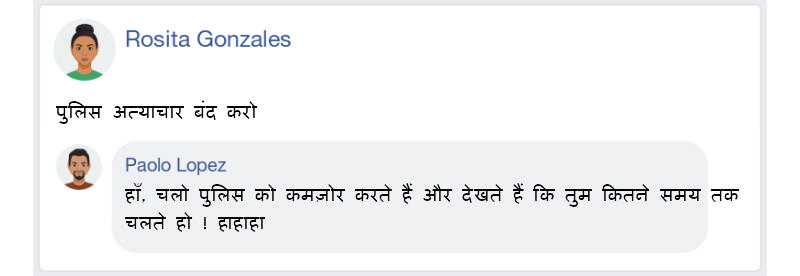 Rosita Gonzales
पुलिस अत्याचार बंद करो
Paolo Lopez
हाँ, चलो पुलिस को कमज़ोर करते हैं और देखते हैं कि तुम कितने समय तक
चलते हो ! हाहाहा